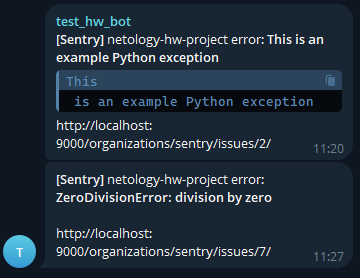 test_hw_bot
[Sentry] netology-hw-project error: This is an
example Python exception
This
is an example Python exception
http://localhost:
9000/organizations/sentry/issues/2/
11:20
[Sentry] netology-hw-project error:
ZeroDivisionError: division by zero
http://localhost:
9000/organizations/sentry/issues/7/
T
11:27